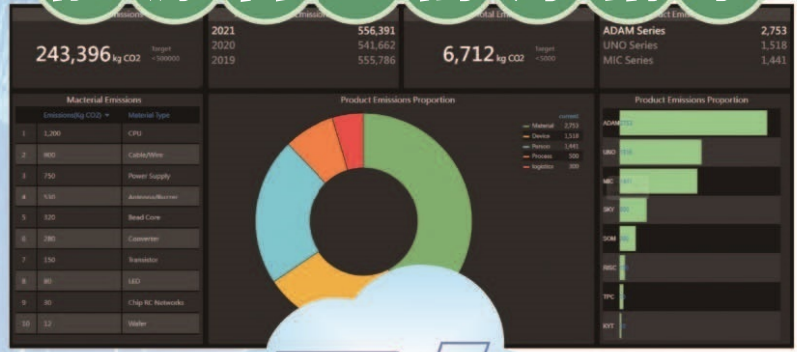 243,396 kg CO2
Target
<500000
2021 556,391
2020 541,662
2019 555,786
6,712 kg CO2
Target
<5000
ADAM Series 2,753
UNO Series 1,518
MIC Series 1,441
Macterial Emissions
Emissions(Kg CO2) Material Type
1 1,200 CPU
2 900 Cable/Wire
3 750 Power Supply
4 530 Antenna/Buzzer
5 320 Bead Core
6 280 Converter
7 150 Transistor
8 80 LED
9 30 Chip RC Networks
10 12 Wafer
Product Emissions Proportion
current
Material 2,753
Device 1,518
Person 1,441
Process 500
logistics 300
Product Emissions Proportion
ADAM
UNO
MIC
SKY
SOM
RISC
TPC